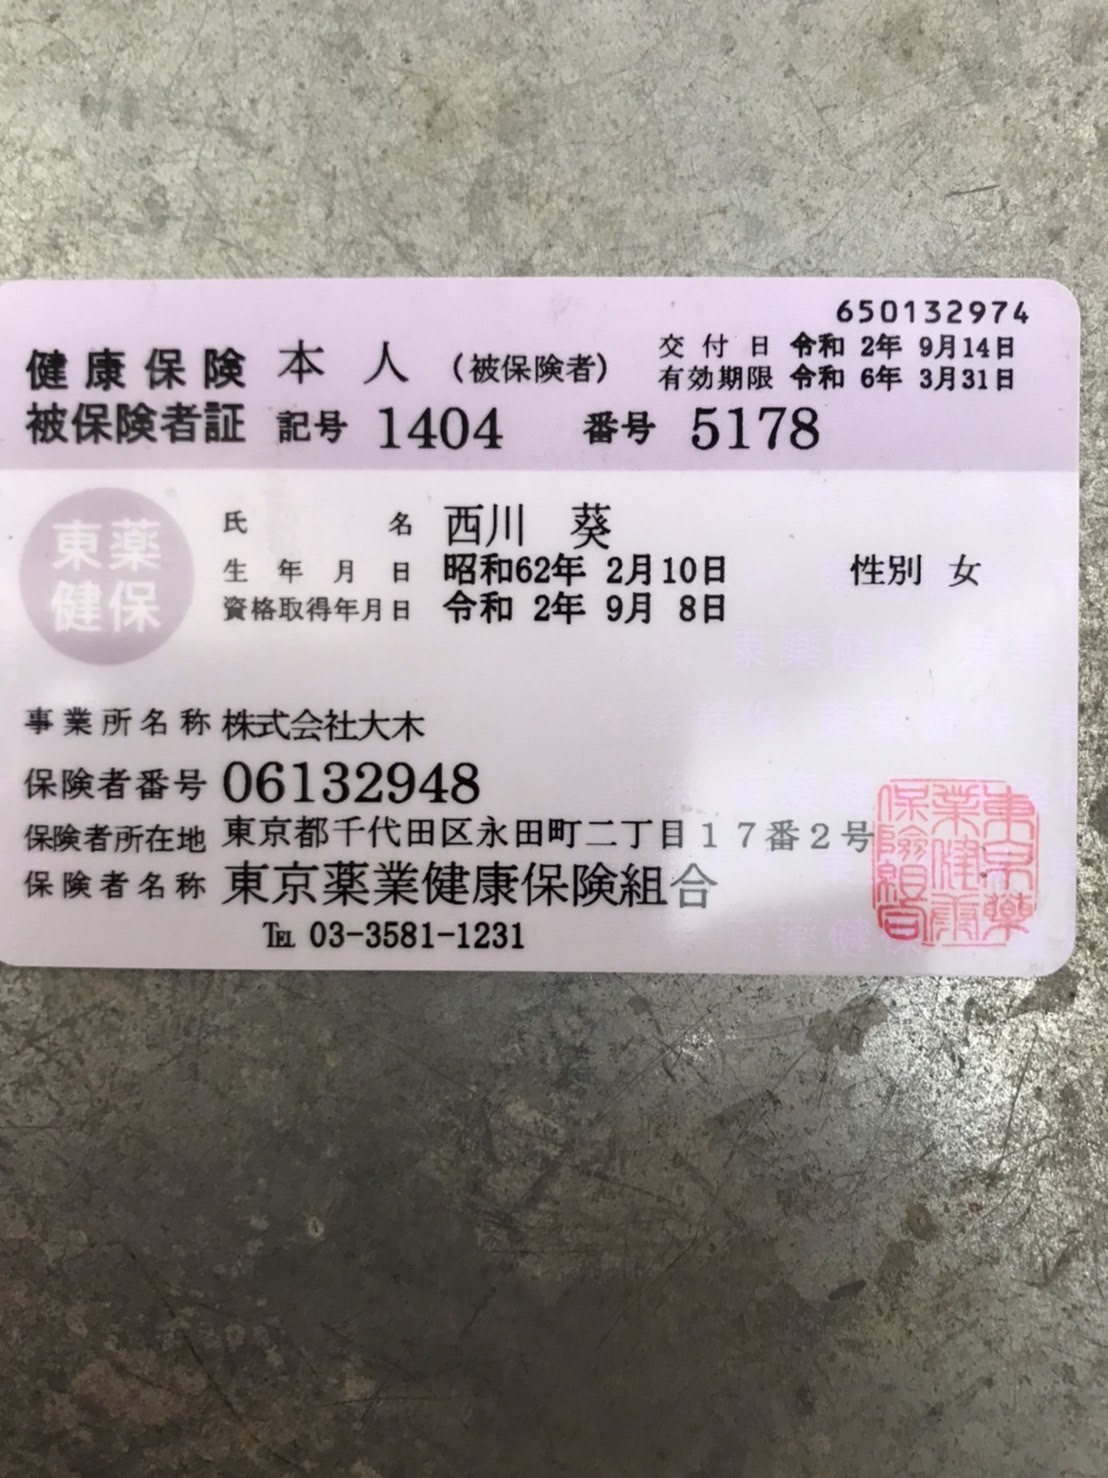 650132974
健康保険 本人 (被保険者) 交付日 令和 2年 9月14日
有効期限 令和 6年 3月31日
被保険者証 記号 1404 番号 5178
東薬
健保
氏名 西川 葵
生年月日 昭和62年 2月10日 性別 女
資格取得年月日 令和 2年 9月 8日
事業所名称 株式会社大木
保険者番号 06132948
保険者所在地 東京都千代田区永田町二丁目17番2号
保険者名称 東京薬業健康保険組合
℡ 03-3581-1231